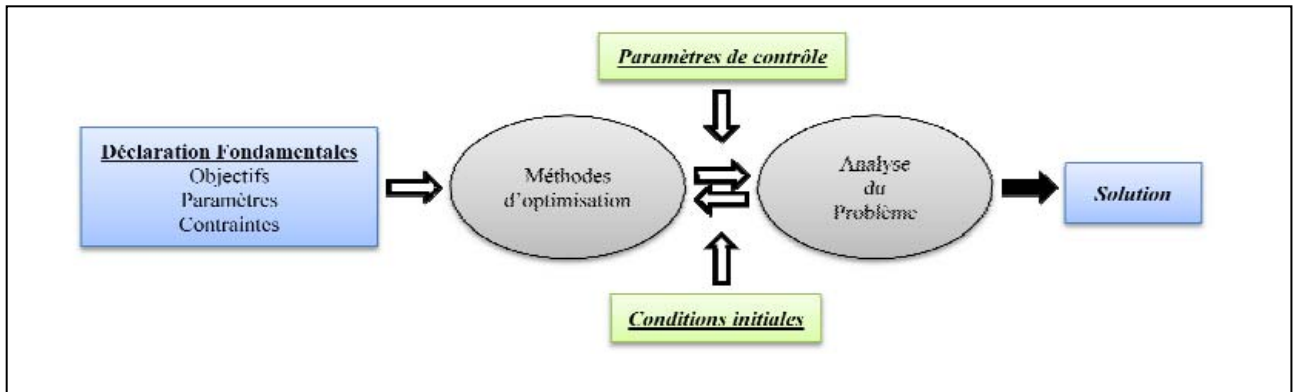 Paramètres de contrôle
Déclaration Fondamentales
Objectifs
Paramètres
Contraintes
Méthodes
d'optimisation
Analyse
du
Problème
Solution
Conditions initiales